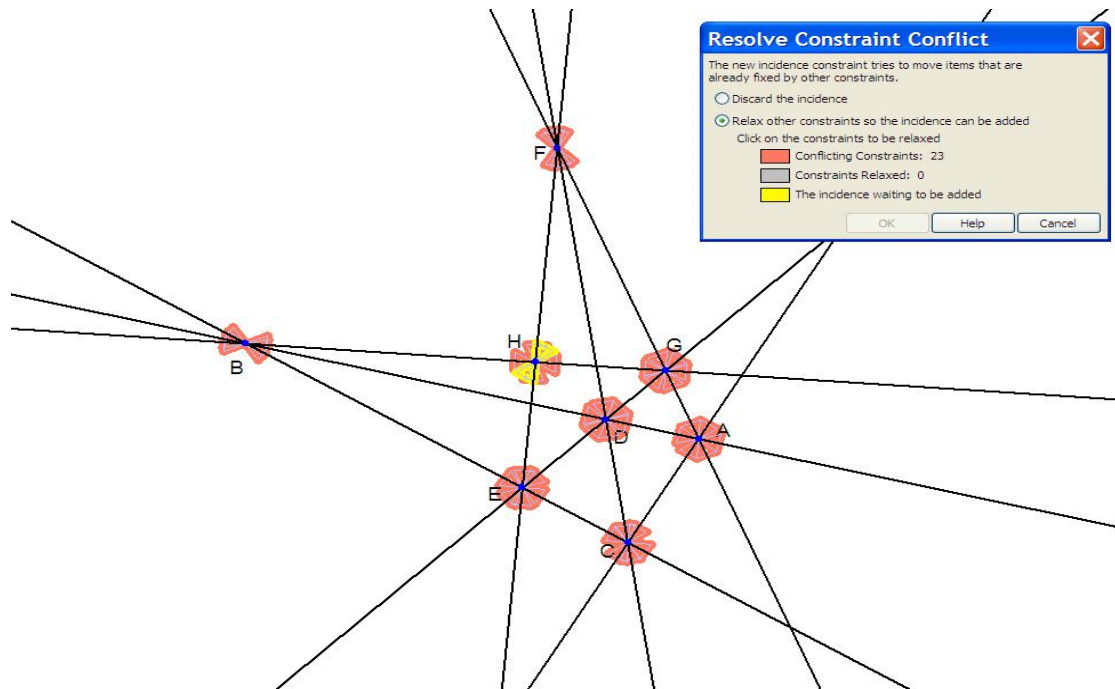 Resolve Constraint Conflict
The new incidence constraint tries to move items that are
already fixed by other constraints.
Discard the incidence
Relax other constraints so the incidence can be added
Click on the constraints to be relaxed
Conflicting Constraints: 23
Constraints Relaxed: 0
The incidence waiting to be added
OK Help Cancel
F
H
G
B
A
D
E
C